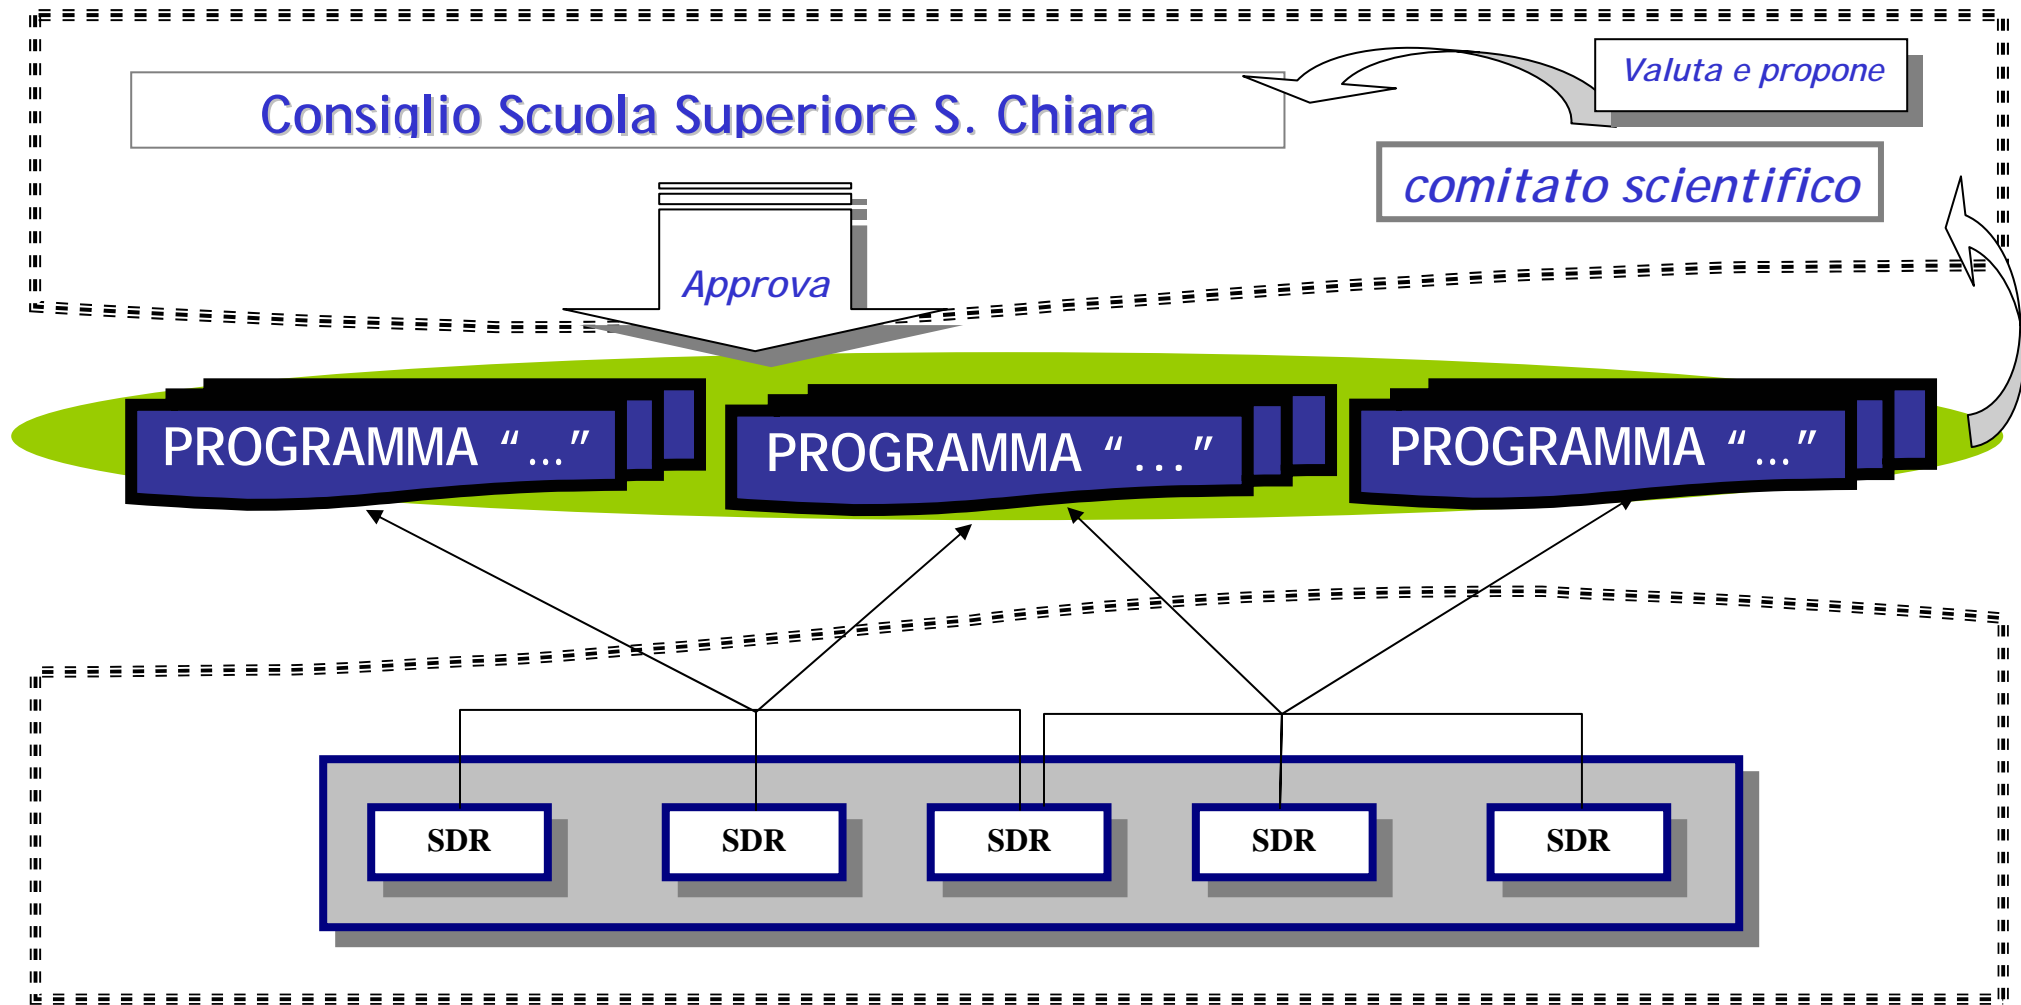 Valuta e propone
Consiglio Scuola Superiore S. Chiara
comitato scientifico
Approva
PROGRAMMA “…”
PROGRAMMA “…”
PROGRAMMA “…”
SDR
SDR
SDR
SDR
SDR